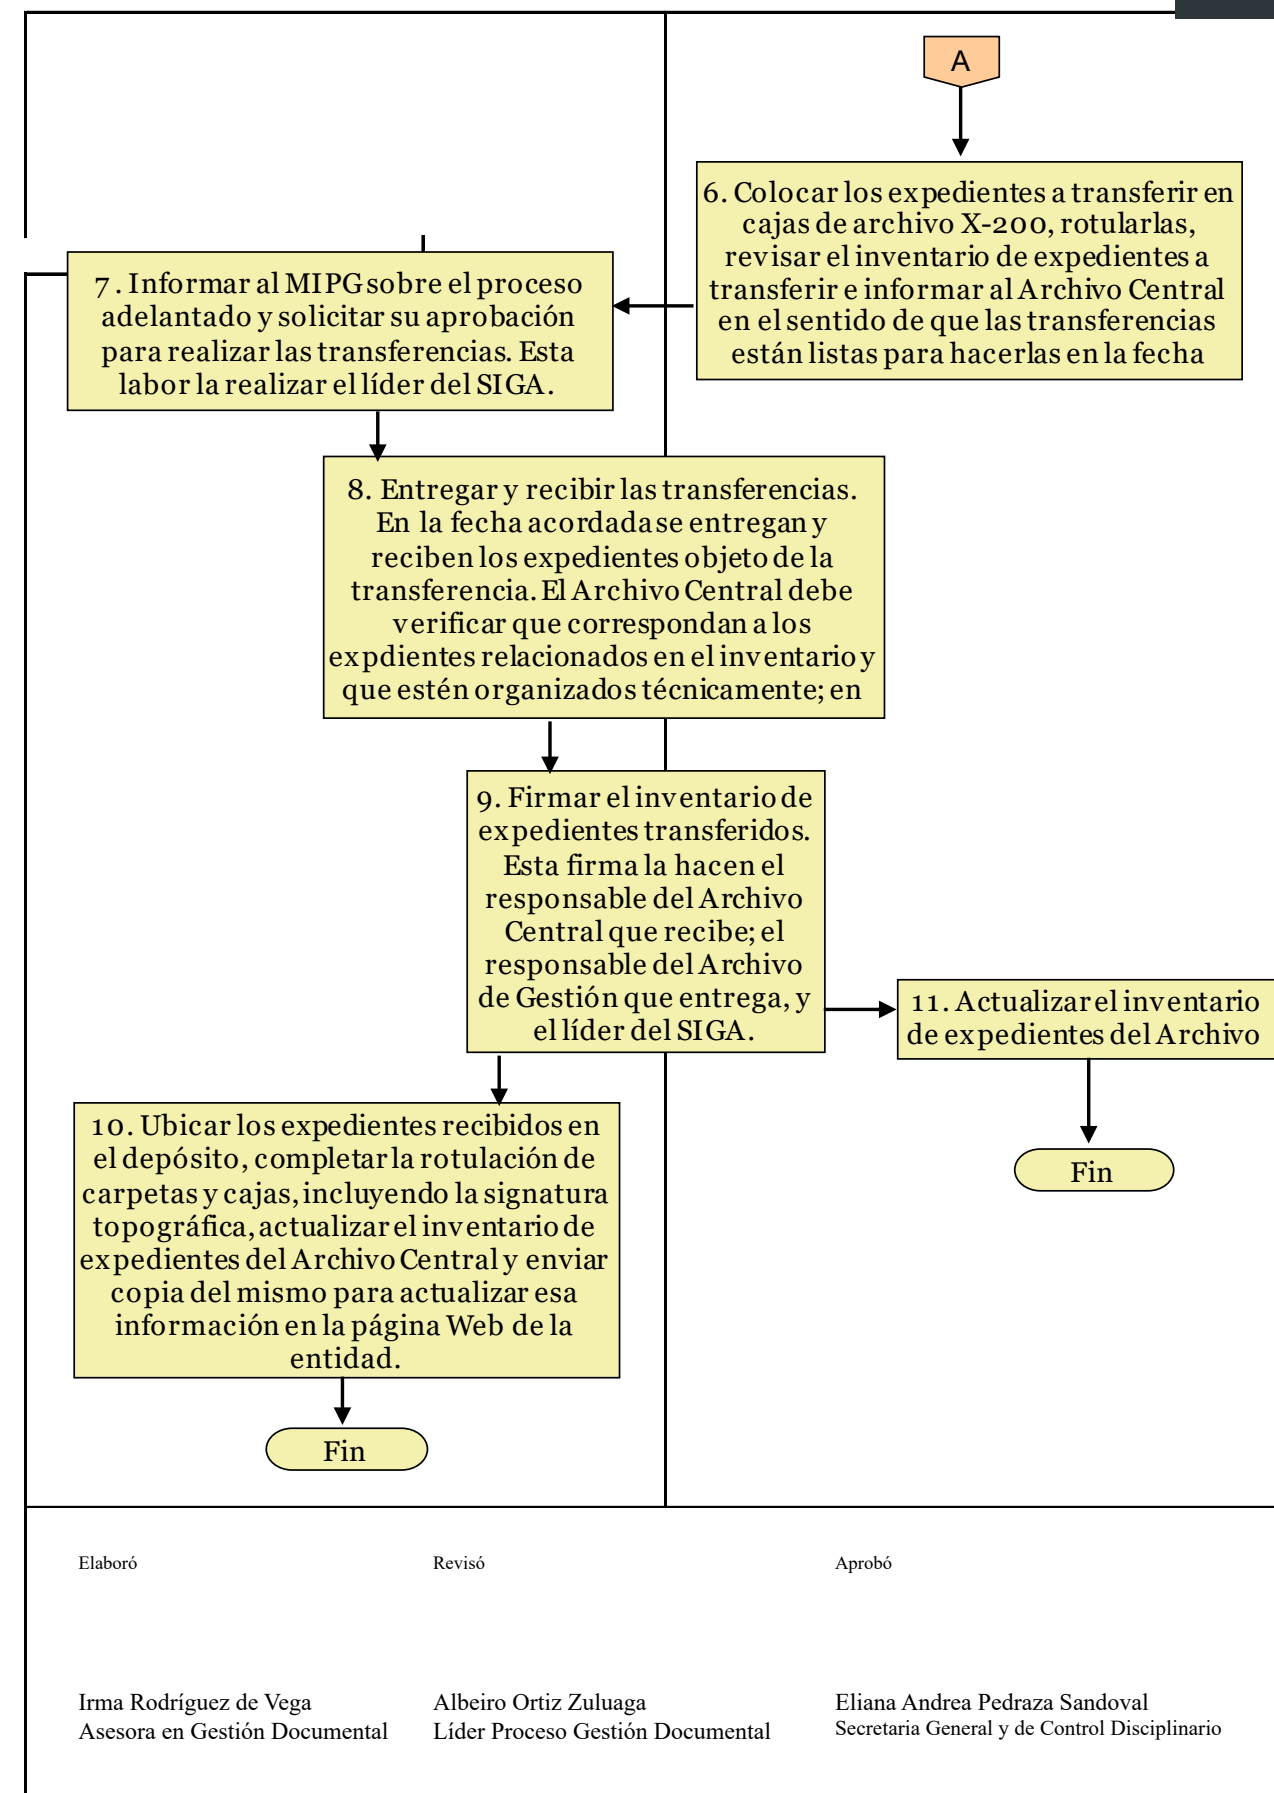 A
6. Colocar los expedientes a transferir en
cajas de archivo X-200, rotularlas,
revisar el inventario de expedientes a
transferir e informar al Archivo Central
en el sentido de que las transferencias
están listas para hacerlas en la fecha
7. Informar al MIPG sobre el proceso
adelantado y solicitar su aprobación
para realizar las transferencias. Esta
labor la realizar el líder del SIGA.
8. Entregar y recibir las transferencias.
En la fecha acordada se entregan y
reciben los expedientes objeto de la
transferencia. El Archivo Central debe
verificar que correspondan a los
expdientes relacionados en el inventario y
que estén organizados técnicamente; en
9. Firmar el inventario de
expedientes transferidos.
Esta firma la hacen el
responsable del Archivo
Central que recibe; el
responsable del Archivo
de Gestión que entrega, y
el líder del SIGA.
11. Actualizar el inventario
de expedientes del Archivo
Fin
10. Ubicar los expedientes recibidos en
el depósito, completar la rotulación de
carpetas y cajas, incluyendo la signatura
topográfica, actualizar el inventario de
expedientes del Archivo Central y enviar
copia del mismo para actualizar esa
información en la página Web de la
entidad.
Fin
Elaboró
Revisó
Aprobó
Irma Rodríguez de Vega
Asesora en Gestión Documental
Albeiro Ortiz Zuluaga
Líder Proceso Gestión Documental
Eliana Andrea Pedraza Sandoval
Secretaria General y de Control Disciplinario